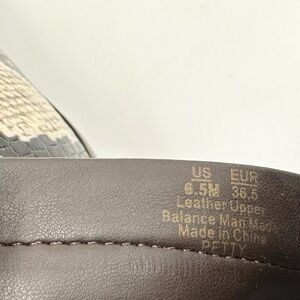 US EUR
6.5M 36.5
Leather Upper
Balance Man Made
Made in China
PETTY